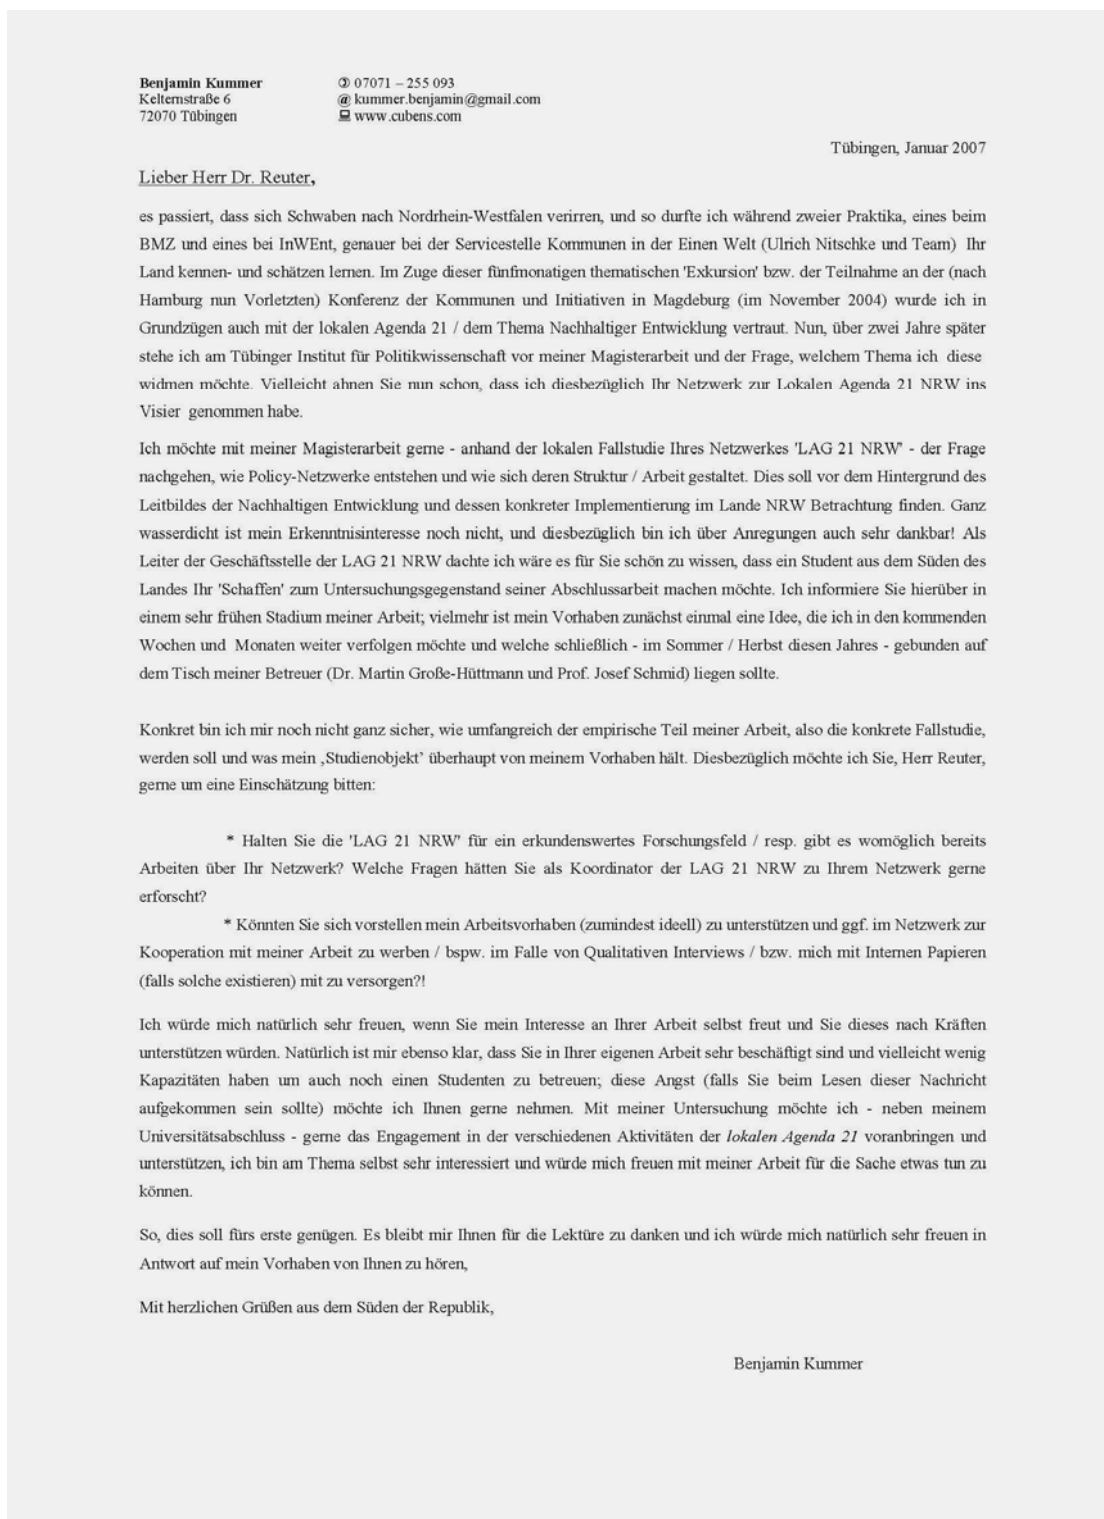 Benjamin Kummer
Kelternstraße 6
72070 Tübingen
✆ 07071 – 255 093
@ kummer.benjamin@gmail.com
💻 www.cubens.com
Tübingen, Januar 2007
Lieber Herr Dr. Reuter,
es passiert, dass sich Schwaben nach Nordrhein-Westfalen verirren, und so durfte ich während zweier Praktika, eines beim
BMZ und eines bei InWEnt, genauer bei der Servicestelle Kommunen in der Einen Welt (Ulrich Nitschke und Team) Ihr
Land kennen- und schätzen lernen. Im Zuge dieser fünfmonatigen thematischen 'Exkursion' bzw. der Teilnahme an der (nach
Hamburg nun Vorletzten) Konferenz der Kommunen und Initiativen in Magdeburg (im November 2004) wurde ich in
Grundzügen auch mit der lokalen Agenda 21 / dem Thema Nachhaltiger Entwicklung vertraut. Nun, über zwei Jahre später
stehe ich am Tübinger Institut für Politikwissenschaft vor meiner Magisterarbeit und der Frage, welchem Thema ich diese
widmen möchte. Vielleicht ahnen Sie nun schon, dass ich diesbezüglich Ihr Netzwerk zur Lokalen Agenda 21 NRW ins
Visier genommen habe.
Ich möchte mit meiner Magisterarbeit gerne - anhand der lokalen Fallstudie Ihres Netzwerkes 'LAG 21 NRW' - der Frage
nachgehen, wie Policy-Netzwerke entstehen und wie sich deren Struktur / Arbeit gestaltet. Dies soll vor dem Hintergrund des
Leitbildes der Nachhaltigen Entwicklung und dessen konkreter Implementierung im Lande NRW Betrachtung finden. Ganz
wasserdicht ist mein Erkenntnisinteresse noch nicht, und diesbezüglich bin ich über Anregungen auch sehr dankbar! Als
Leiter der Geschäftsstelle der LAG 21 NRW dachte ich wäre es für Sie schön zu wissen, dass ein Student aus dem Süden des
Landes Ihr 'Schaffen' zum Untersuchungsgegenstand seiner Abschlussarbeit machen möchte. Ich informiere Sie hierüber in
einem sehr frühen Stadium meiner Arbeit; vielmehr ist mein Vorhaben zunächst einmal eine Idee, die ich in den kommenden
Wochen und Monaten weiter verfolgen möchte und welche schließlich - im Sommer / Herbst diesen Jahres - gebunden auf
dem Tisch meiner Betreuer (Dr. Martin Große-Hüttmann und Prof. Josef Schmid) liegen sollte.
Konkret bin ich mir noch nicht ganz sicher, wie umfangreich der empirische Teil meiner Arbeit, also die konkrete Fallstudie,
werden soll und was mein ‚Studienobjekt’ überhaupt von meinem Vorhaben hält. Diesbezüglich möchte ich Sie, Herr Reuter,
gerne um eine Einschätzung bitten:
* Halten Sie die 'LAG 21 NRW' für ein erkundenswertes Forschungsfeld / resp. gibt es womöglich bereits
Arbeiten über Ihr Netzwerk? Welche Fragen hätten Sie als Koordinator der LAG 21 NRW zu Ihrem Netzwerk gerne
erforscht?
* Könnten Sie sich vorstellen mein Arbeitsvorhaben (zumindest ideell) zu unterstützen und ggf. im Netzwerk zur
Kooperation mit meiner Arbeit zu werben / bspw. im Falle von Qualitativen Interviews / bzw. mich mit Internen Papieren
(falls solche existieren) mit zu versorgen?!
Ich würde mich natürlich sehr freuen, wenn Sie mein Interesse an Ihrer Arbeit selbst freut und Sie dieses nach Kräften
unterstützen würden. Natürlich ist mir ebenso klar, dass Sie in Ihrer eigenen Arbeit sehr beschäftigt sind und vielleicht wenig
Kapazitäten haben um auch noch einen Studenten zu betreuen; diese Angst (falls Sie beim Lesen dieser Nachricht
aufgekommen sein sollte) möchte ich Ihnen gerne nehmen. Mit meiner Untersuchung möchte ich - neben meinem
Universitätsabschluss - gerne das Engagement in der verschiedenen Aktivitäten der lokalen Agenda 21 voranbringen und
unterstützen, ich bin am Thema selbst sehr interessiert und würde mich freuen mit meiner Arbeit für die Sache etwas tun zu
können.
So, dies soll fürs erste genügen. Es bleibt mir Ihnen für die Lektüre zu danken und ich würde mich natürlich sehr freuen in
Antwort auf mein Vorhaben von Ihnen zu hören,
Mit herzlichen Grüßen aus dem Süden der Republik,
Benjamin Kummer